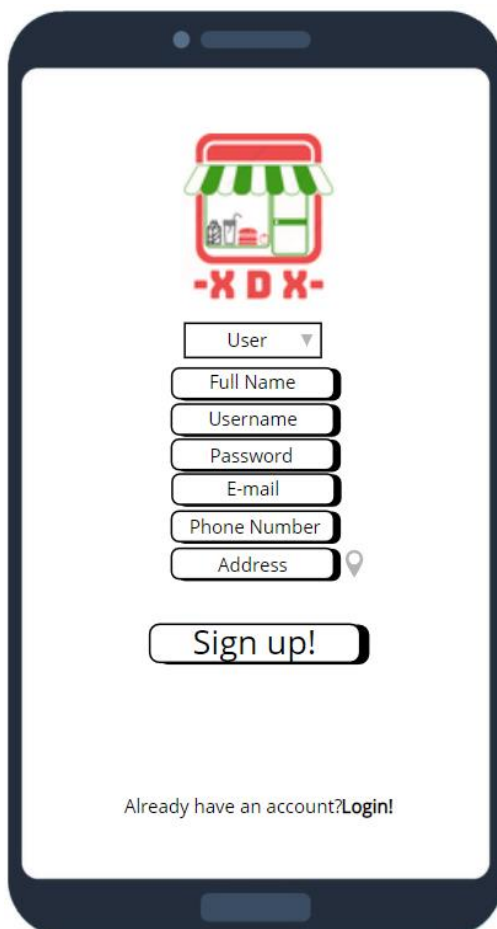 -XDX-
User
Full Name
Username
Password
E-mail
Phone Number
Address
Sign up!
Already have an account?Login!